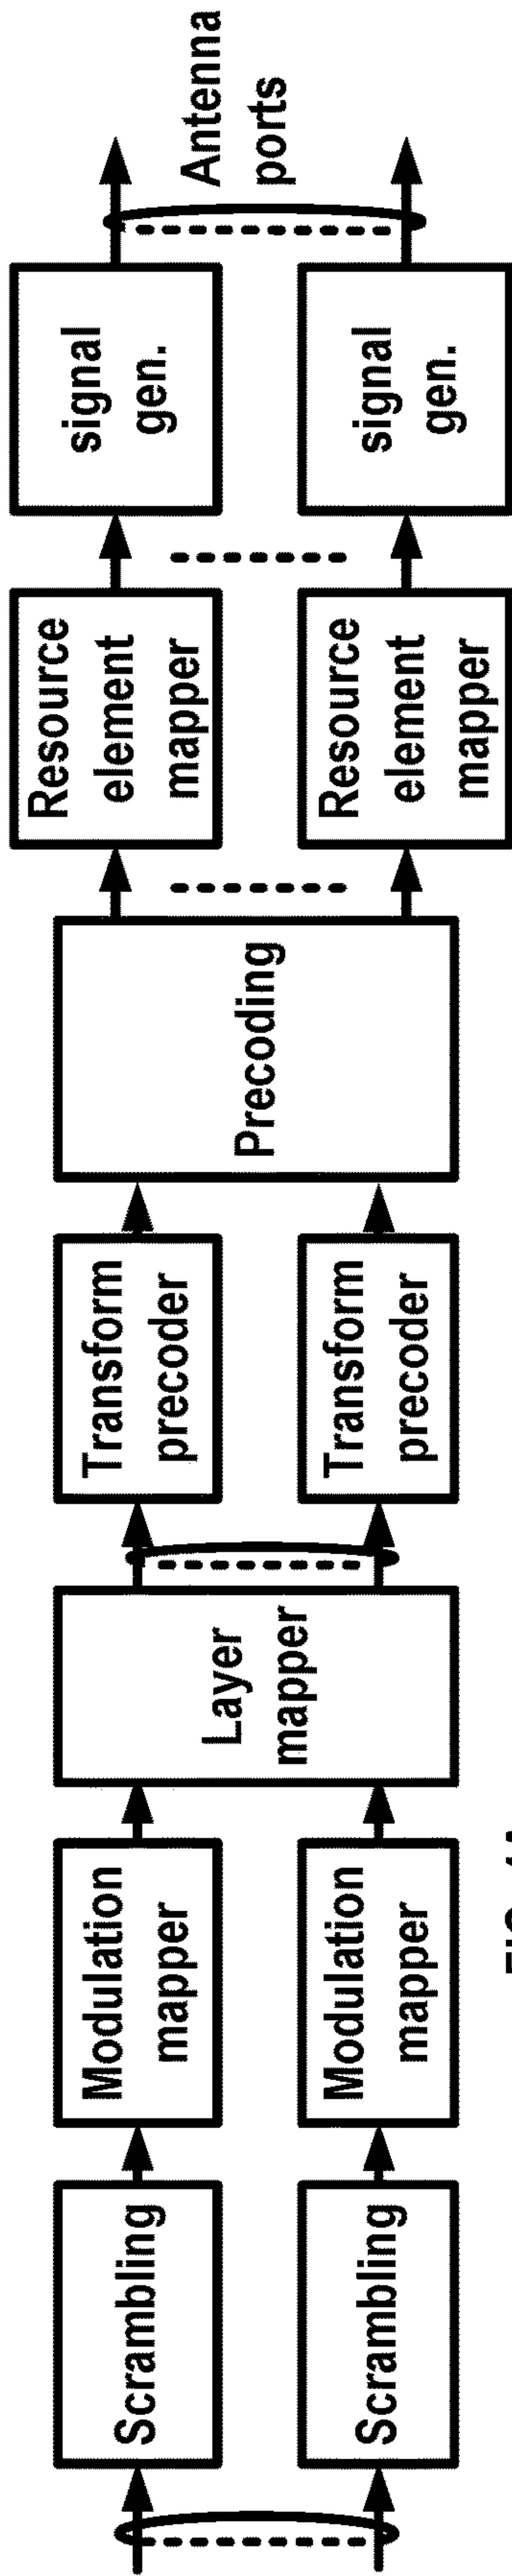 Scrambling
Scrambling
Modulation
mapper
Modulation
mapper
Layer
mapper
Transform
precoder
Transform
precoder
Precoding
Resource
element
mapper
Resource
element
mapper
signal
gen.
signal
gen.
Antenna
ports